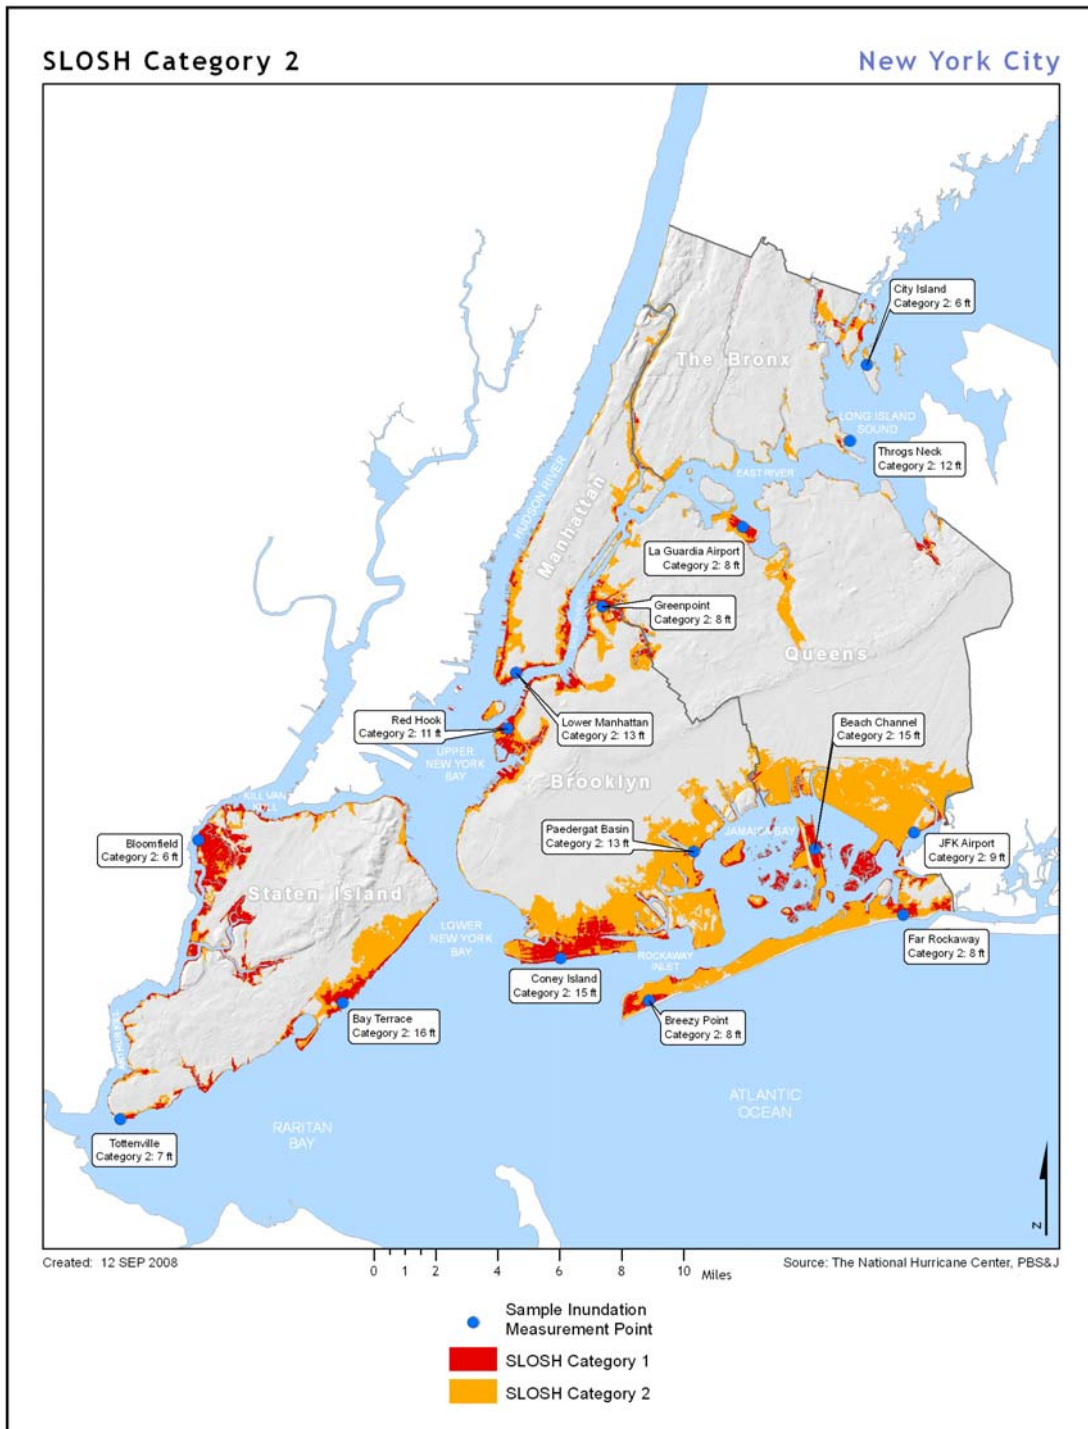 SLOSH Category 2
New York City
City Island
Category 2: 6 ft
The Bronx
LONG ISLAND
SOUND
Throgs Neck
Category 2: 12 ft
EAST RIVER
HUDSON RIVER
Manhattan
La Guardia Airport
Category 2: 8 ft
Greenpoint
Category 2: 8 ft
Queens
Red Hook
Category 2: 11 ft
Lower Manhattan
Category 2: 13 ft
Beach Channel
Category 2: 15 ft
UPPER
NEW YORK
BAY
Brooklyn
KILL VAN
KULL
Bloomfield
Category 2: 6 ft
Paedergat Basin
Category 2: 13 ft
JAMAICA BAY
JFK Airport
Category 2: 9 ft
Staten Island
LOWER
NEW YORK
BAY
ROCKAWAY
INLET
Far Rockaway
Category 2: 8 ft
Coney Island
Category 2: 15 ft
Bay Terrace
Category 2: 16 ft
Breezy Point
Category 2: 8 ft
ARTHUR KILL
ATLANTIC
OCEAN
RARITAN
BAY
Tottenville
Category 2: 7 ft
N
Created: 12 SEP 2008
Source: The National Hurricane Center, PBS&J
0 1 2 4 6 8 10 Miles
Sample Inundation
Measurement Point
SLOSH Category 1
SLOSH Category 2